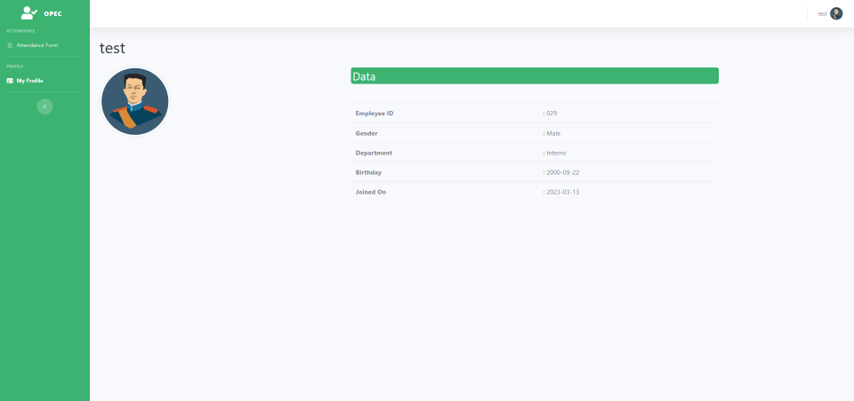 OPEC
ATTENDANCE
Attendance Form
PROFILE
My Profile
test
test
Data
Employee ID : 029
Gender : Male
Department : Interns
Birthday : 2000-09-22
Joined On : 2023-03-13